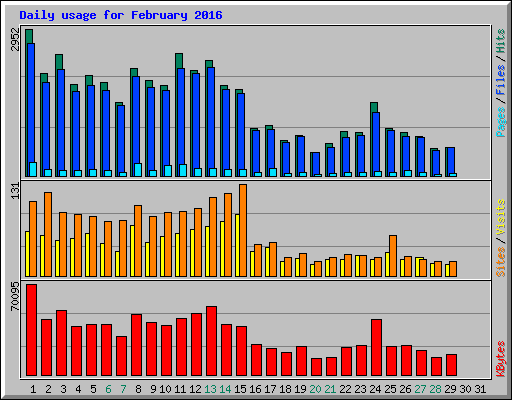 Daily usage for February 2016
2952
Pages / Files / Hits
131
Sites / Visits
70095
KBytes
1 2 3 4 5 6 7 8 9 10 11 12 13 14 15 16 17 18 19 20 21 22 23 24 25 26 27 28 29 30 31